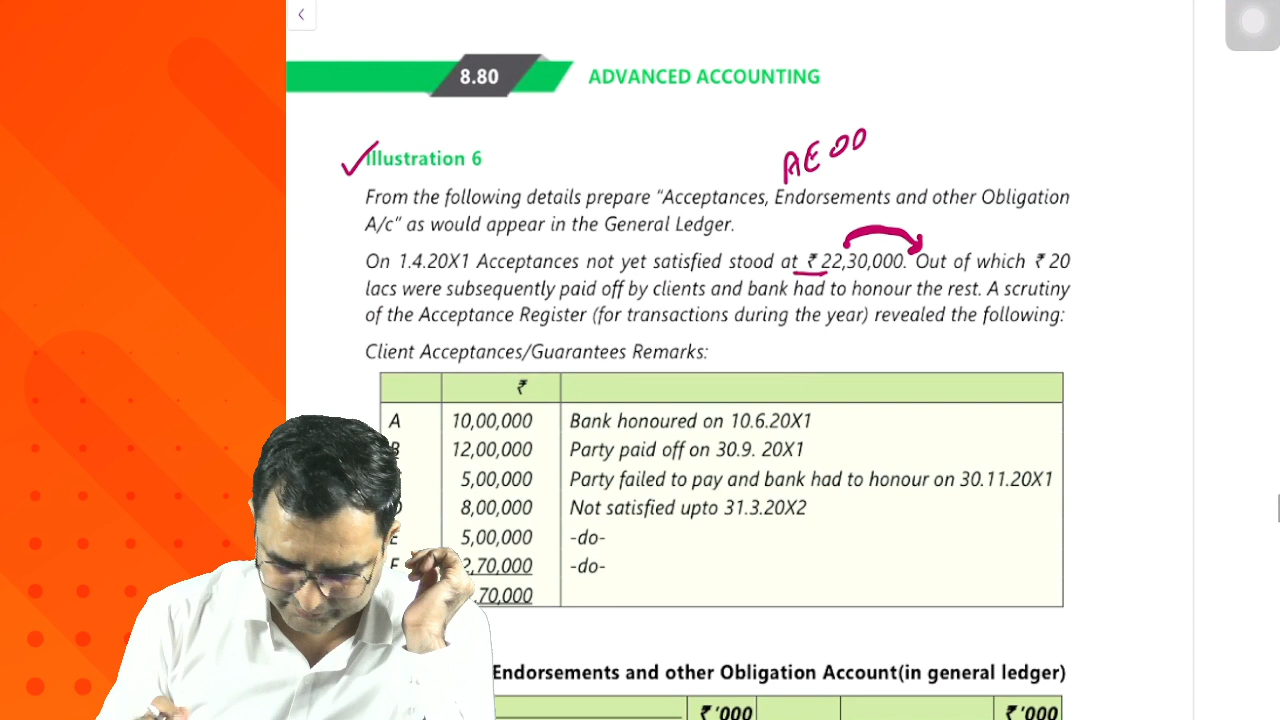 8.80 ADVANCED ACCOUNTING
Illustration 6
AEOO
From the following details prepare “Acceptances, Endorsements and other Obligation
A/c” as would appear in the General Ledger.
On 1.4.20X1 Acceptances not yet satisfied stood at ₹ 22,30,000. Out of which ₹ 20
lacs were subsequently paid off by clients and bank had to honour the rest. A scrutiny
of the Acceptance Register (for transactions during the year) revealed the following:
Client Acceptances/Guarantees Remarks:
₹
A 10,00,000 Bank honoured on 10.6.20X1
B 12,00,000 Party paid off on 30.9. 20X1
5,00,000 Party failed to pay and bank had to honour on 30.11.20X1
8,00,000 Not satisfied upto 31.3.20X2
E 5,00,000 -do-
F 2,70,000 -do-
,70,000
Endorsements and other Obligation Account(in general ledger)
₹ '000 ₹ '000